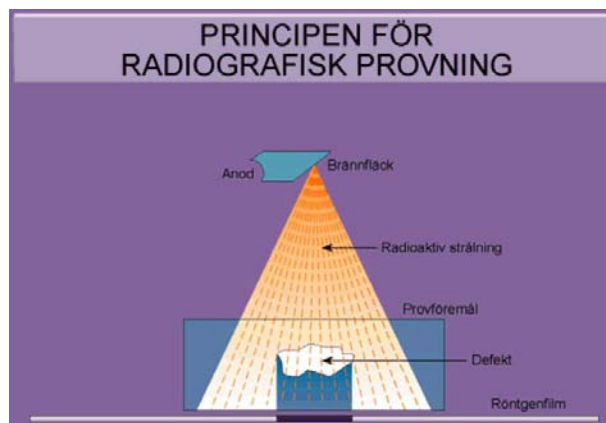 PRINCIPEN FÖR
RADIOGRAFISK PROVNING
Anod
Brännfläck
Radioaktiv strålning
Provföremål
Defekt
Röntgenfilm